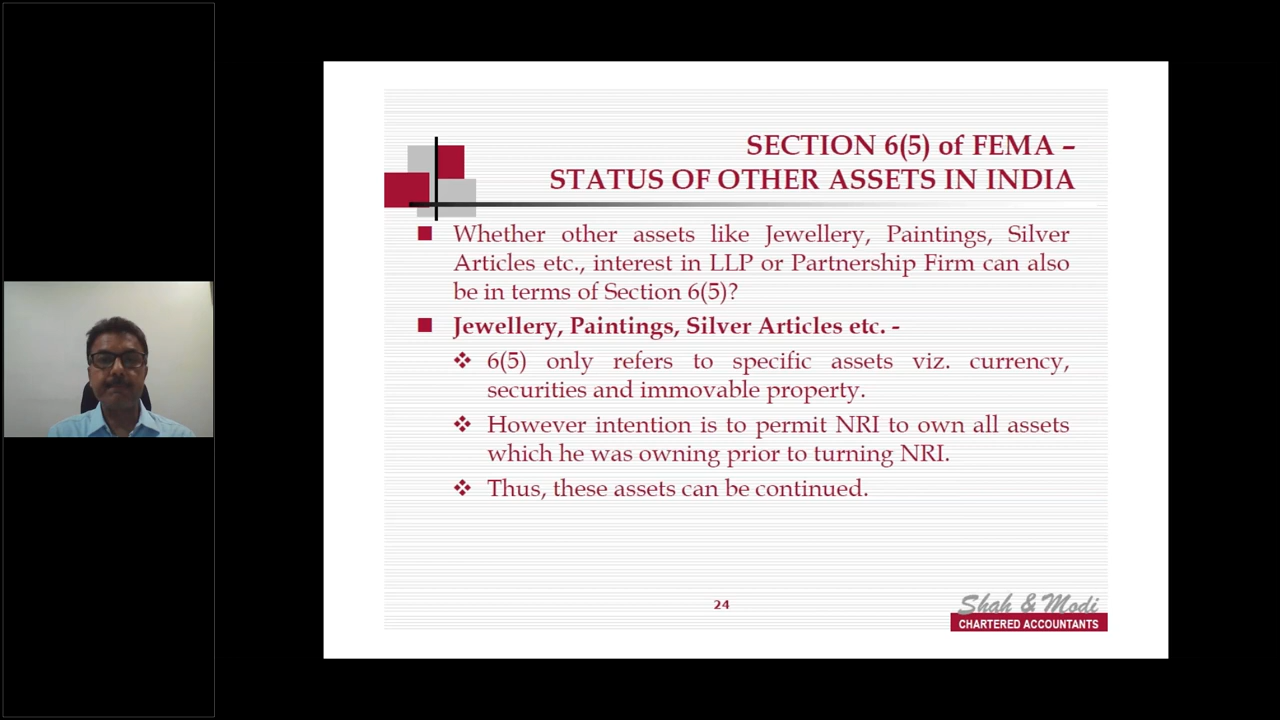 SECTION 6(5) of FEMA –
STATUS OF OTHER ASSETS IN INDIA
Whether other assets like Jewellery, Paintings, Silver
Articles etc., interest in LLP or Partnership Firm can also
be in terms of Section 6(5)?
Jewellery, Paintings, Silver Articles etc. -
6(5) only refers to specific assets viz. currency,
securities and immovable property.
However intention is to permit NRI to own all assets
which he was owning prior to turning NRI.
Thus, these assets can be continued.
24
Shah & Modi
CHARTERED ACCOUNTANTS